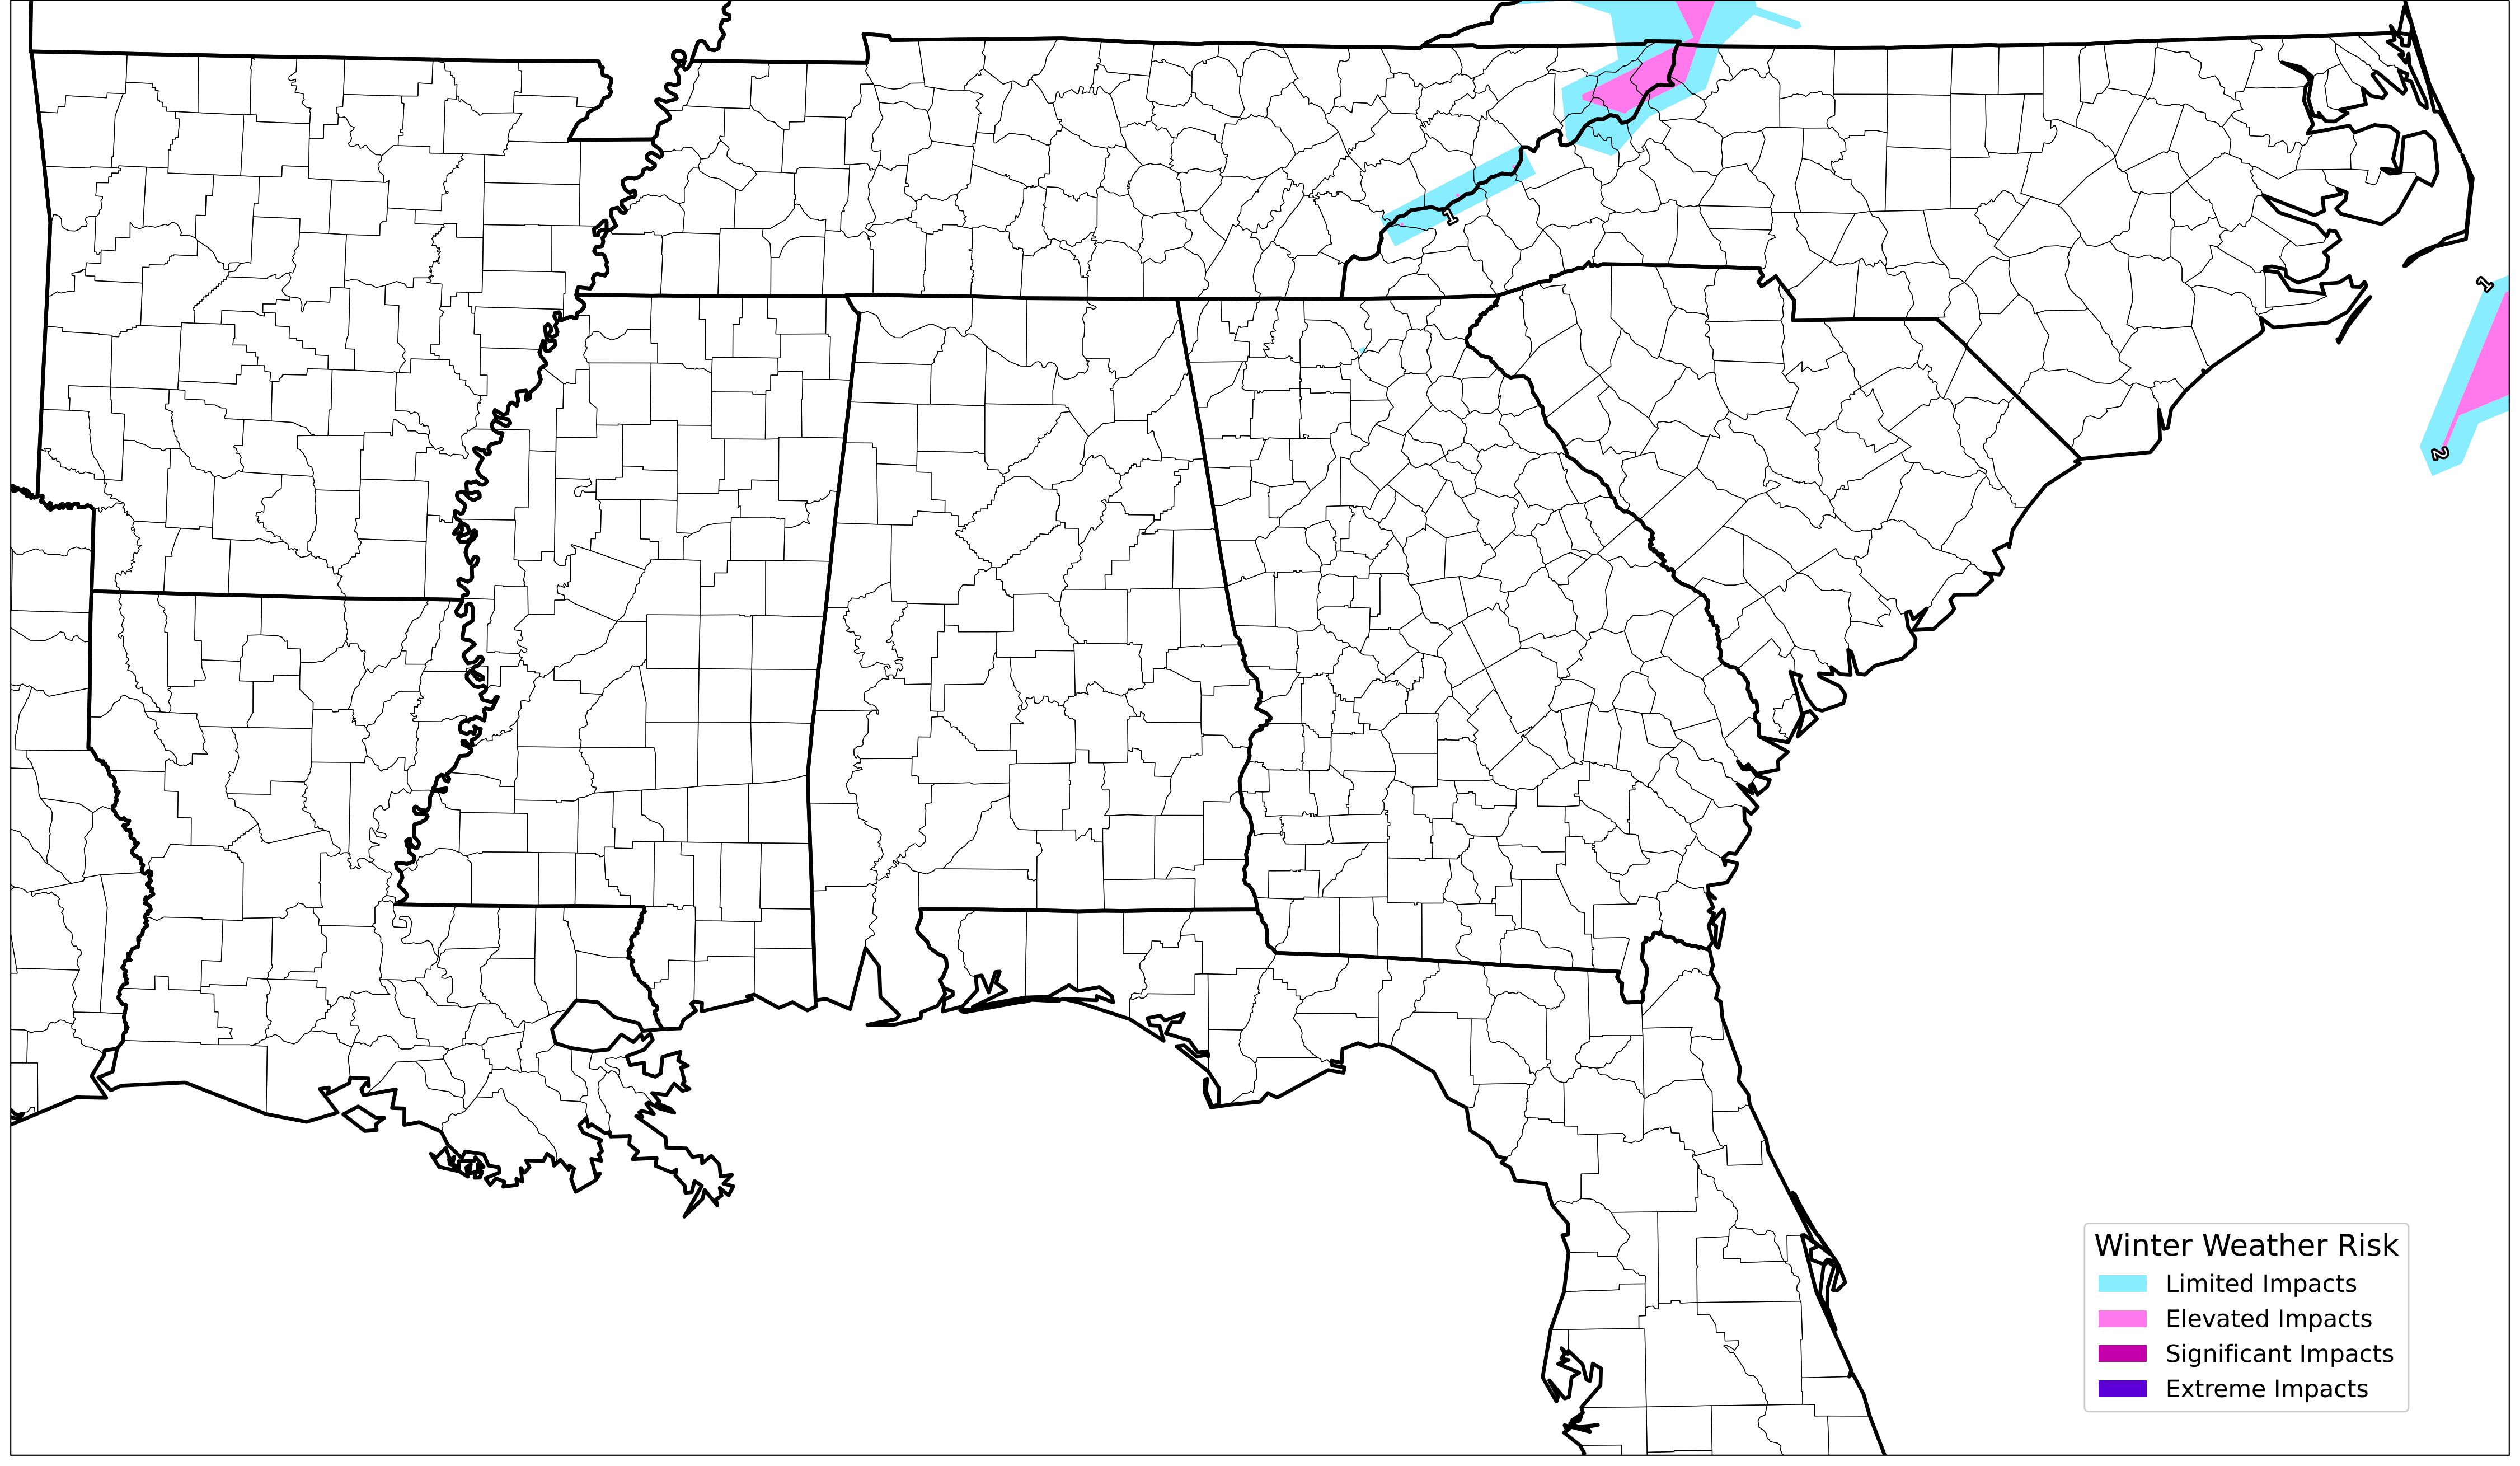 1
1
2
Winter Weather Risk
Limited Impacts
Elevated Impacts
Significant Impacts
Extreme Impacts